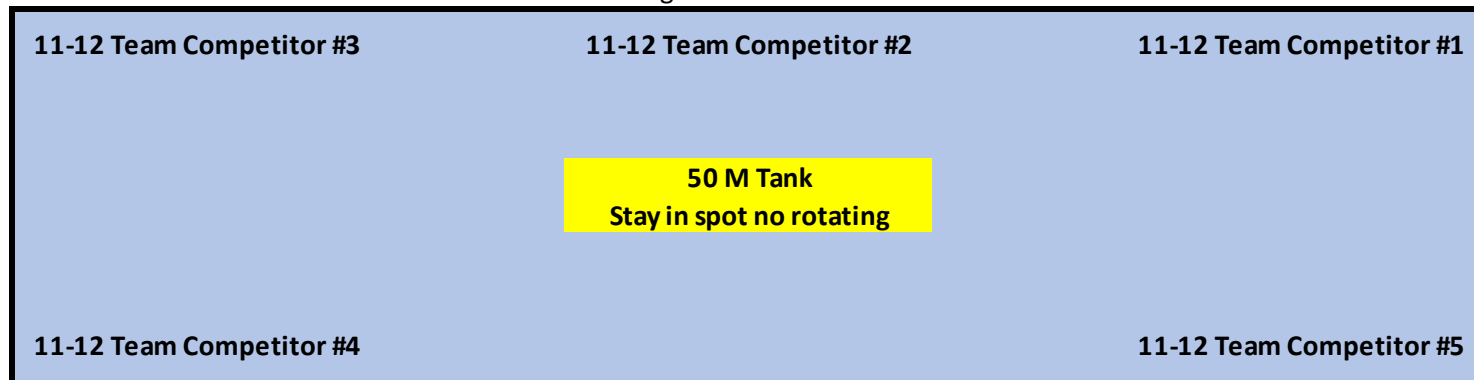 11-12 Team Competitor #3 11-12 Team Competitor #2 11-12 Team Competitor #1
50 M Tank
Stay in spot no rotating
11-12 Team Competitor #4 11-12 Team Competitor #5